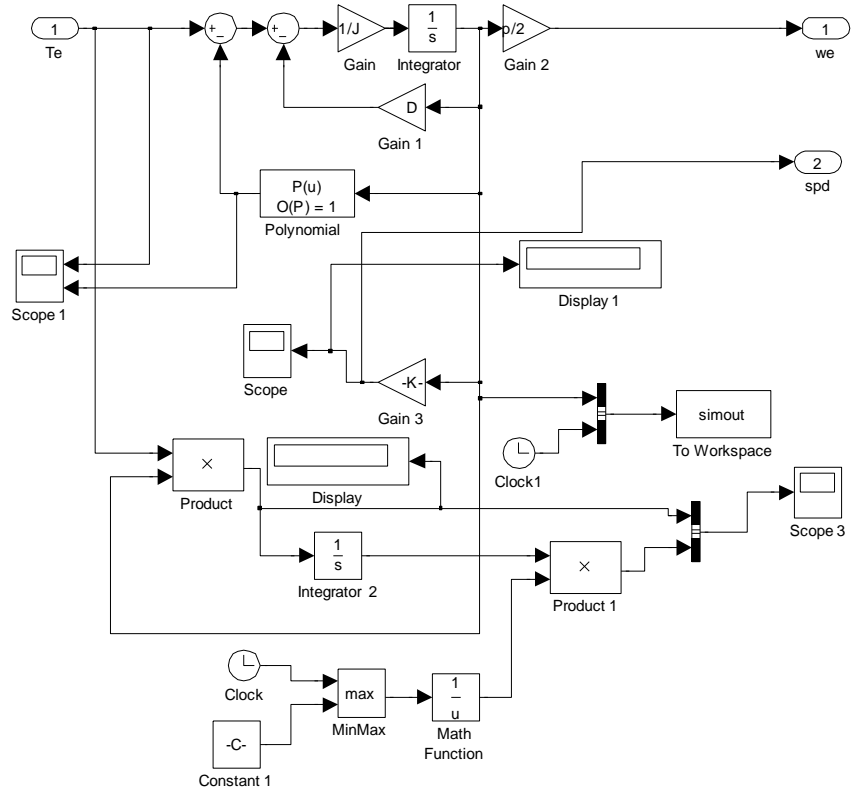 1
Te
+
−
+
−
1/J
Gain
1
s
Integrator
p/2
Gain 2
1
we
D
Gain 1
2
spd
P(u)
O(P) = 1
Polynomial
Scope 1
Display 1
Scope
-K-
Gain 3
simout
To Workspace
Clock1
×
Product
Display
Scope 3
1
s
Integrator 2
×
Product 1
Clock
max
MinMax
1
u
Math
Function
-C-
Constant 1